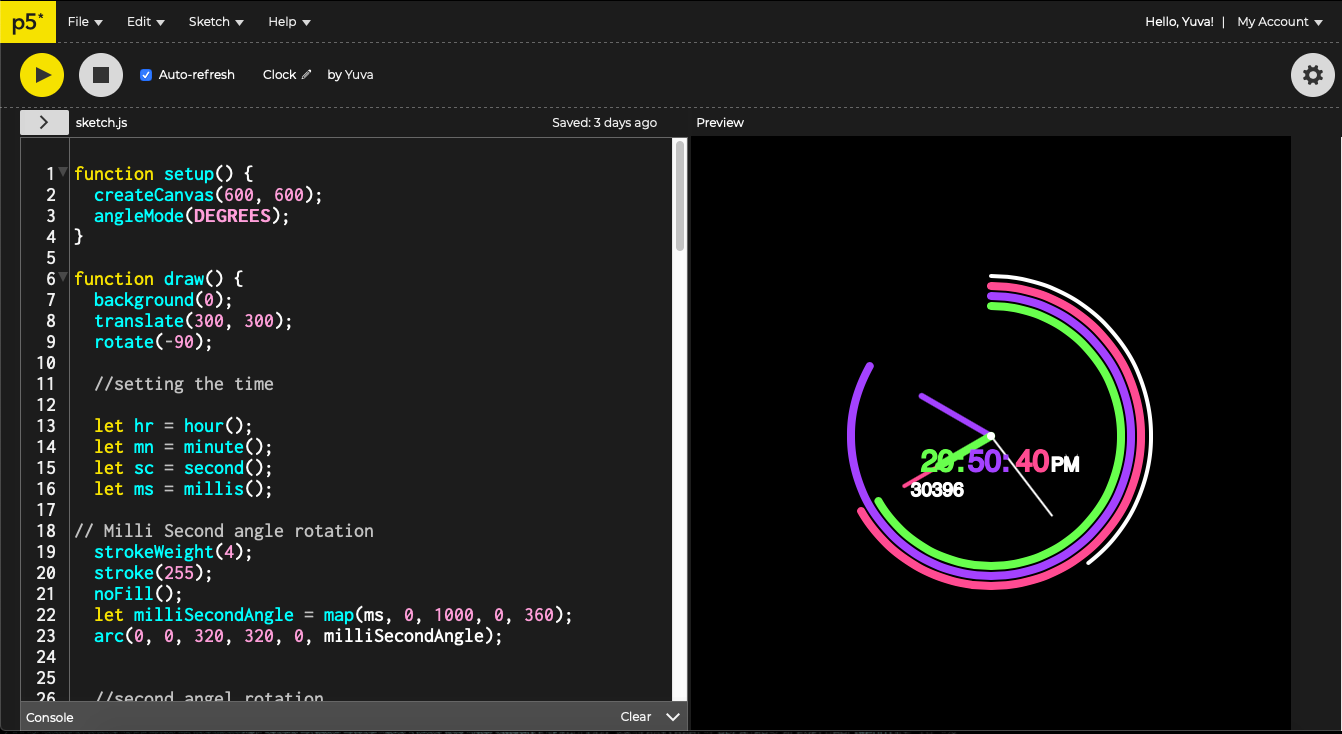 p5* File Edit Sketch Help Hello, Yuva! | My Account
Auto-refresh Clock by Yuva
sketch.js Saved: 3 days ago Preview
1 function setup() {
2 createCanvas(600, 600);
3 angleMode(DEGREES);
4 }
5
6 function draw() {
7 background(0);
8 translate(300, 300);
9 rotate(-90);
10
11 //setting the time
12
13 let hr = hour();
14 let mn = minute();
15 let sc = second();
16 let ms = millis();
17
18 // Milli Second angle rotation
19 strokeWeight(4);
20 stroke(255);
21 noFill();
22 let milliSecondAngle = map(ms, 0, 1000, 0, 360);
23 arc(0, 0, 320, 320, 0, milliSecondAngle);
24
25
26 //second angel rotation
Console Clear
20:50:40PM
30396